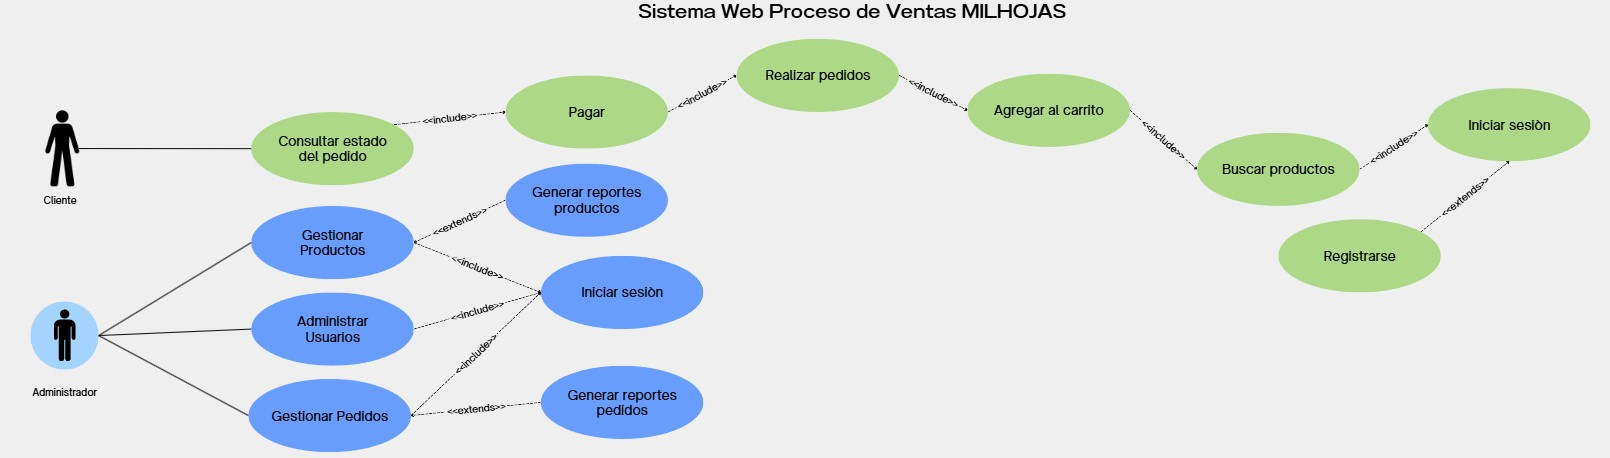 Sistema Web Proceso de Ventas MILHOJAS
Realizar pedidos
<<include>>
<<include>>
Pagar
<<include>>
Agregar al carrito
<<include>>
Iniciar sesiòn
<<include>>
Consultar estado
del pedido
Buscar productos
<<extends>>
Cliente
Registrarse
Generar reportes
productos
<<extends>>
Gestionar
Productos
<<include>>
Iniciar sesiòn
<<include>>
Administrar
Usuarios
<<include>>
Administrador
Gestionar Pedidos
<<extends>>
Generar reportes
pedidos